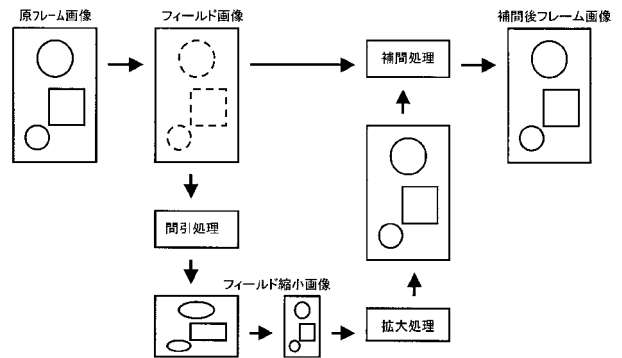 原フレーム画像
フィールド画像
補間後フレーム画像
補間処理
間引処理
フィールド縮小画像
拡大処理